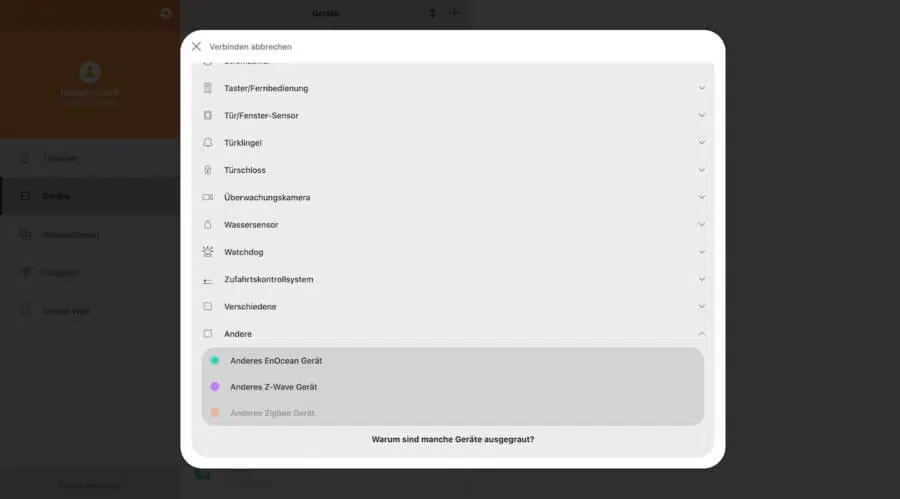 Geräte
Verbinden abbrechen
Taster/Fernbedienung
Tür/Fenster-Sensor
Türklingel
Türschloss
Überwachungskamera
Wassersensor
Watchdog
Zufahrtskontrollsystem
Verschiedene
Andere
Anderes EnOcean Gerät
Anderes Z-Wave Gerät
Anderes Zigbee Gerät
Warum sind manche Geräte ausgegraut?
Geräte